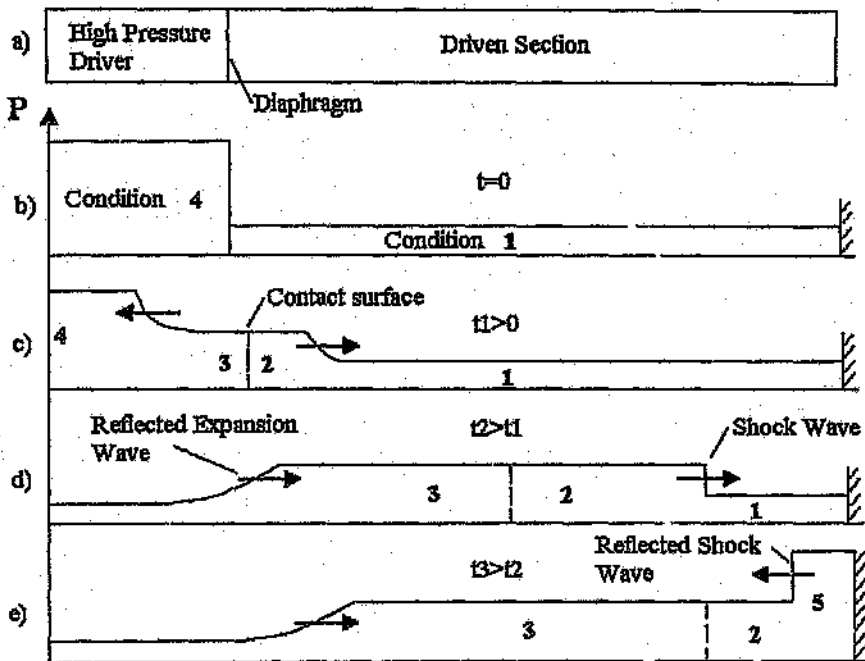 a)
High Pressure
Driver
Driven Section
Diaphragm
P
b)
Condition 4
t=0
Condition 1
c)
4
Contact surface
3
2
t1>0
1
d)
Reflected Expansion
Wave
t2>t1
Shock Wave
3
2
1
e)
t3>t2
Reflected Shock
Wave
5
3
2